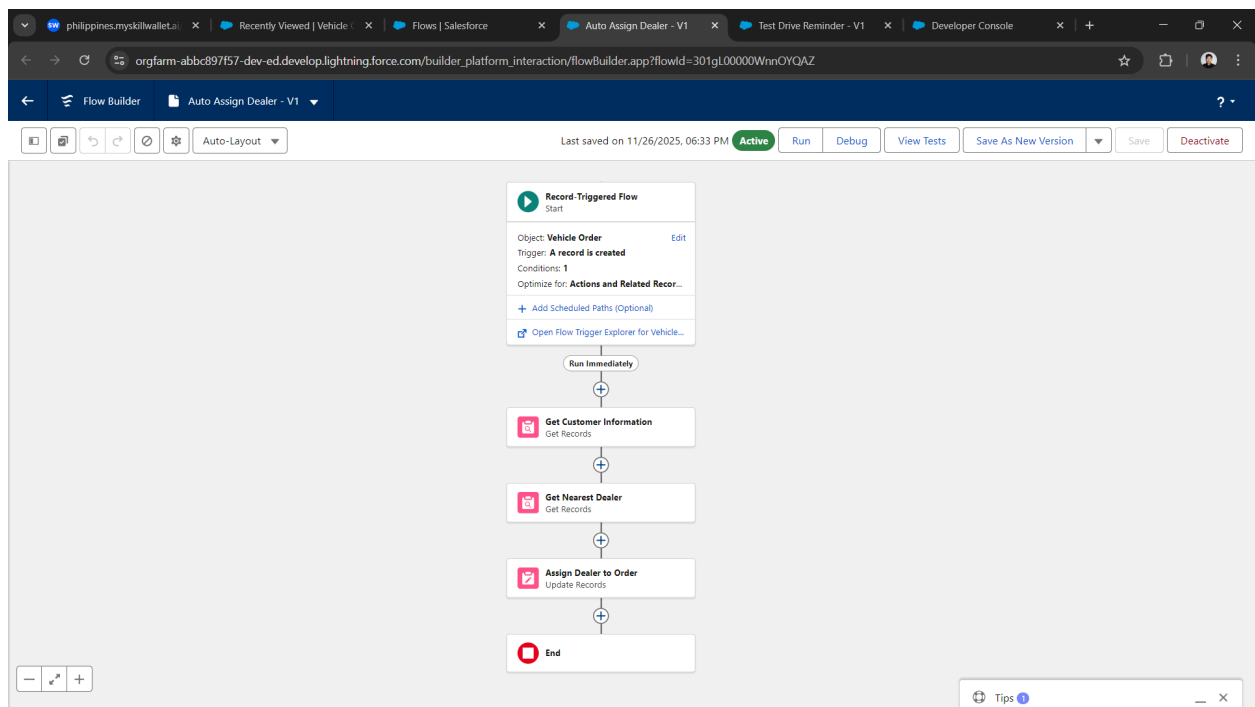 philippines.myskillwallet.ai
Recently Viewed | Vehicle
Flows | Salesforce
Auto Assign Dealer - V1
Test Drive Reminder - V1
Developer Console
orgfarm-abbc897f57-dev-ed.develop.lightning.force.com/builder_platform_interaction/flowBuilder.app?flowId=301gL00000WnnOYQAZ
Flow Builder
Auto Assign Dealer - V1
?
Auto-Layout
Last saved on 11/26/2025, 06:33 PM
Active
Run
Debug
View Tests
Save As New Version
Save
Deactivate
Record-Triggered Flow
Start
Object: Vehicle Order
Edit
Trigger: A record is created
Conditions: 1
Optimize for: Actions and Related Recor...
+ Add Scheduled Paths (Optional)
Open Flow Trigger Explorer for Vehicle...
Run Immediately
Get Customer Information
Get Records
Get Nearest Dealer
Get Records
Assign Dealer to Order
Update Records
End
Tips 1